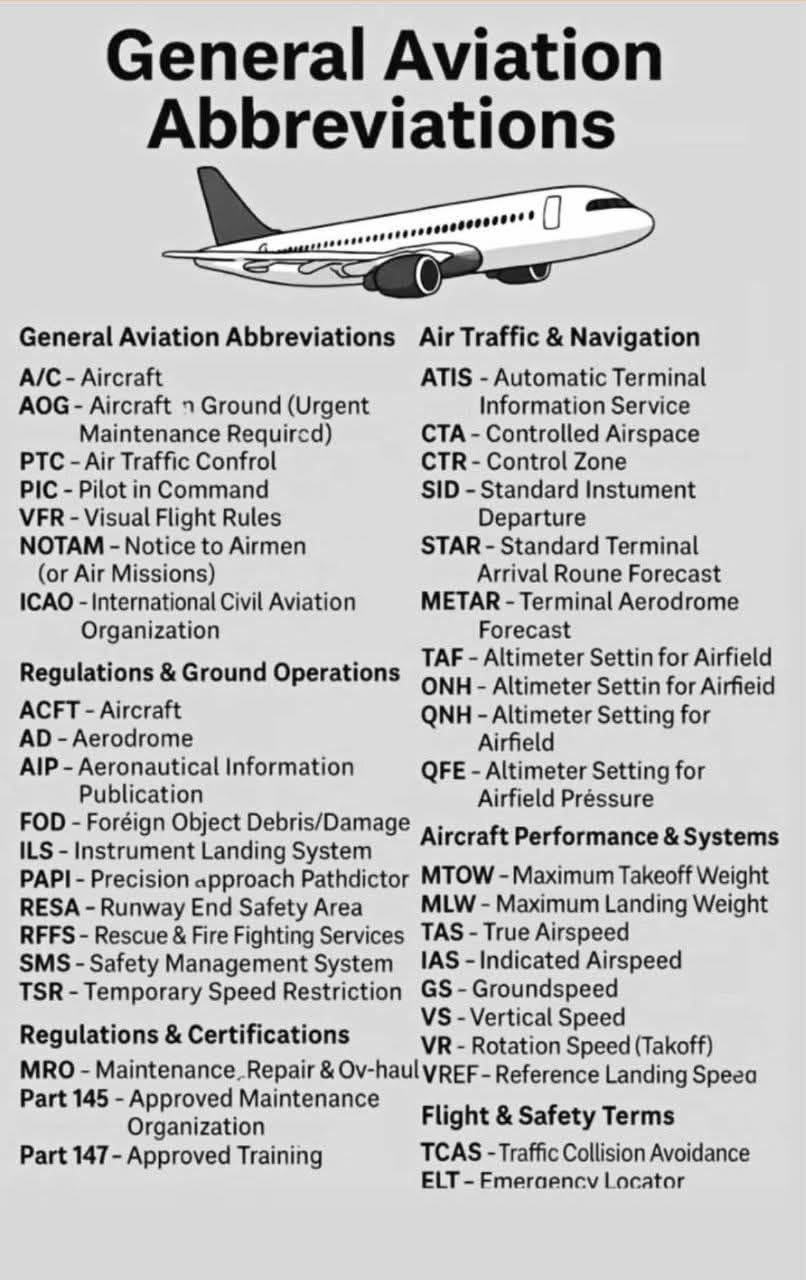 General Aviation
Abbreviations
General Aviation Abbreviations
A/C - Aircraft
AOG - Aircraft n Ground (Urgent
Maintenance Required)
PTC - Air Traffic Confrol
PIC - Pilot in Command
VFR - Visual Flight Rules
NOTAM - Notice to Airmen
(or Air Missions)
ICAO - International Civil Aviation
Organization
Regulations & Ground Operations
ACFT - Aircraft
AD - Aerodrome
AIP - Aeronautical Information
Publication
FOD - Foréign Object Debris/Damage
ILS - Instrument Landing System
PAPI - Precision approach Pathdictor
RESA - Runway End Safety Area
RFFS - Rescue & Fire Fighting Services
SMS - Safety Management System
TSR - Temporary Speed Restriction
Regulations & Certifications
MRO - Maintenance, Repair & Ov-haul
Part 145 - Approved Maintenance
Organization
Part 147 - Approved Training
Air Traffic & Navigation
ATIS - Automatic Terminal
Information Service
CTA - Controlled Airspace
CTR - Control Zone
SID - Standard Instument
Departure
STAR - Standard Terminal
Arrival Roune Forecast
METAR - Terminal Aerodrome
Forecast
TAF - Altimeter Settin for Airfield
ONH - Altimeter Settin for Airfieid
QNH - Altimeter Setting for
Airfield
QFE - Altimeter Setting for
Airfield Préssure
Aircraft Performance & Systems
MTOW - Maximum Takeoff Weight
MLW - Maximum Landing Weight
TAS - True Airspeed
IAS - Indicated Airspeed
GS - Groundspeed
VS - Vertical Speed
VR - Rotation Speed (Takoff)
VREF - Reference Landing Speed
Flight & Safety Terms
TCAS - Traffic Collision Avoidance
ELT - Emergency Locator